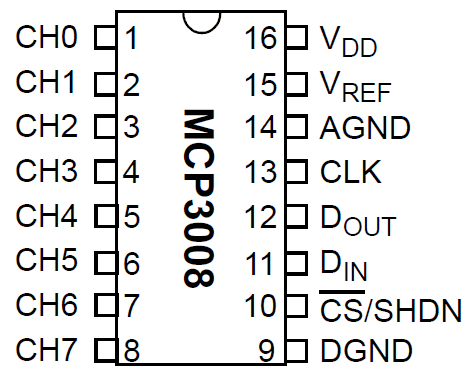 CH0 1 16 VDD
CH1 2 15 VREF
CH2 3 14 AGND
CH3 4 13 CLK
CH4 5 12 DOUT
CH5 6 11 DIN
CH6 7 10 C̅S̅/SHDN
CH7 8 9 DGND
MCP3008